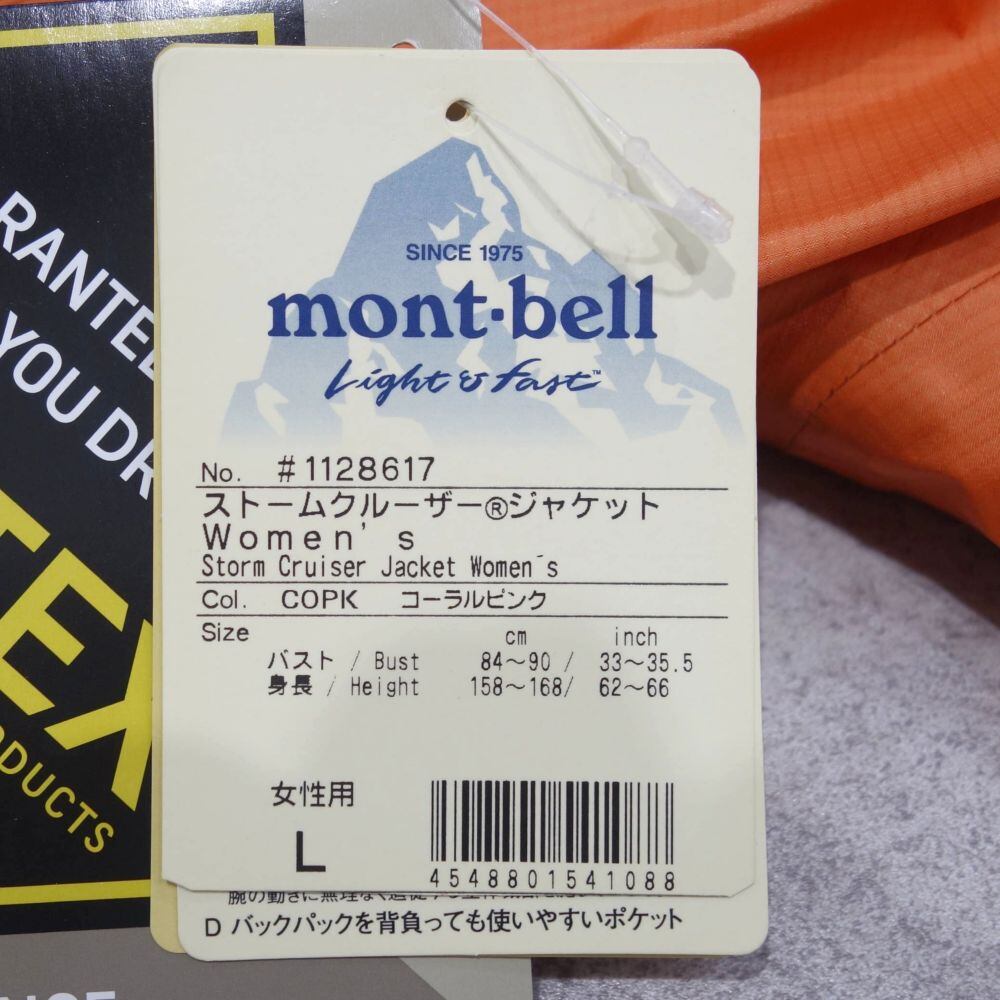 SINCE 1975
mont-bell
Light & Fast™
No. #1128617
ストームクルーザー®ジャケット
Women's
Storm Cruiser Jacket Women´s
Col. COPK コーラルピンク
Size cm inch
バスト / Bust 84～90 / 33～35.5
身長 / Height 158～168/ 62～66
女性用
L
4548801541088
D バックパックを背負っても使いやすいポケット
RANTEE
YOU DR
TEX
ODUCTS